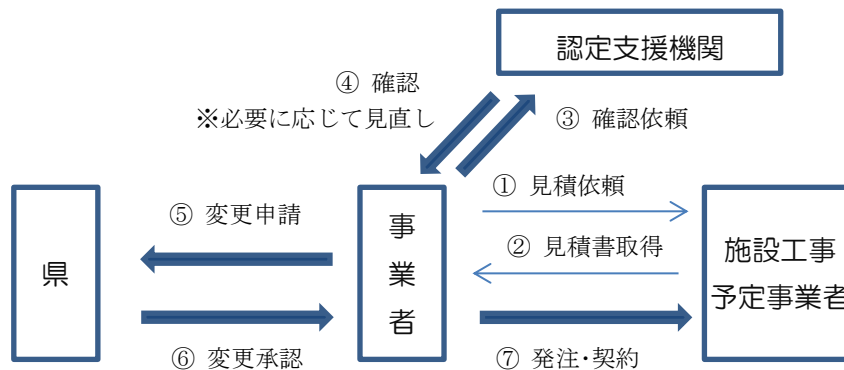 認定支援機関
④ 確認
※必要に応じて見直し
③ 確認依頼
① 見積依頼
⑤ 変更申請
② 見積書取得
県
事業者
施設工事
予定事業者
⑥ 変更承認
⑦ 発注・契約